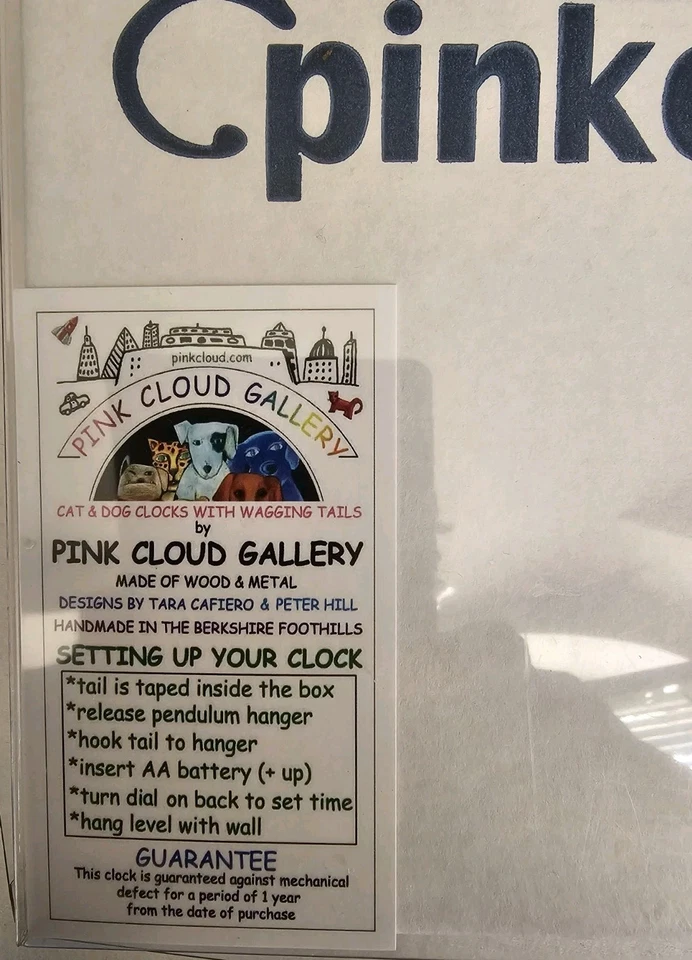 pink
pinkcloud.com
PINK CLOUD GALLERY
CAT & DOG CLOCKS WITH WAGGING TAILS
by
PINK CLOUD GALLERY
MADE OF WOOD & METAL
DESIGNS BY TARA CAFIERO & PETER HILL
HANDMADE IN THE BERKSHIRE FOOTHILLS
SETTING UP YOUR CLOCK
*tail is taped inside the box
*release pendulum hanger
*hook tail to hanger
*insert AA battery (+ up)
*turn dial on back to set time
*hang level with wall
GUARANTEE
This clock is guaranteed against mechanical
defect for a period of 1 year
from the date of purchase